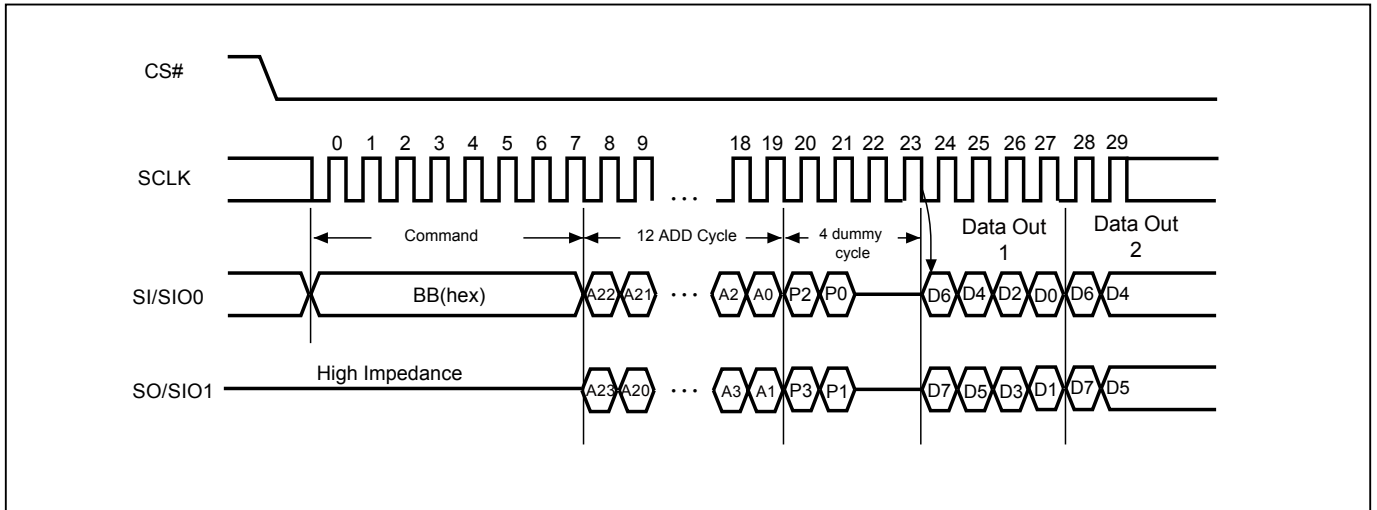 CS#
0 1 2 3 4 5 6 7 8 9 18 19 20 21 22 23 24 25 26 27 28 29
SCLK
...
Command
12 ADD Cycle
4 dummy
cycle
Data Out
1
Data Out
2
SI/SIO0
BB(hex)
A22 A21 ... A2 A0 P2 P0 D6 D4 D2 D0 D6 D4
High Impedance
SO/SIO1
A23 A20 ... A3 A1 P3 P1 D7 D5 D3 D1 D7 D5